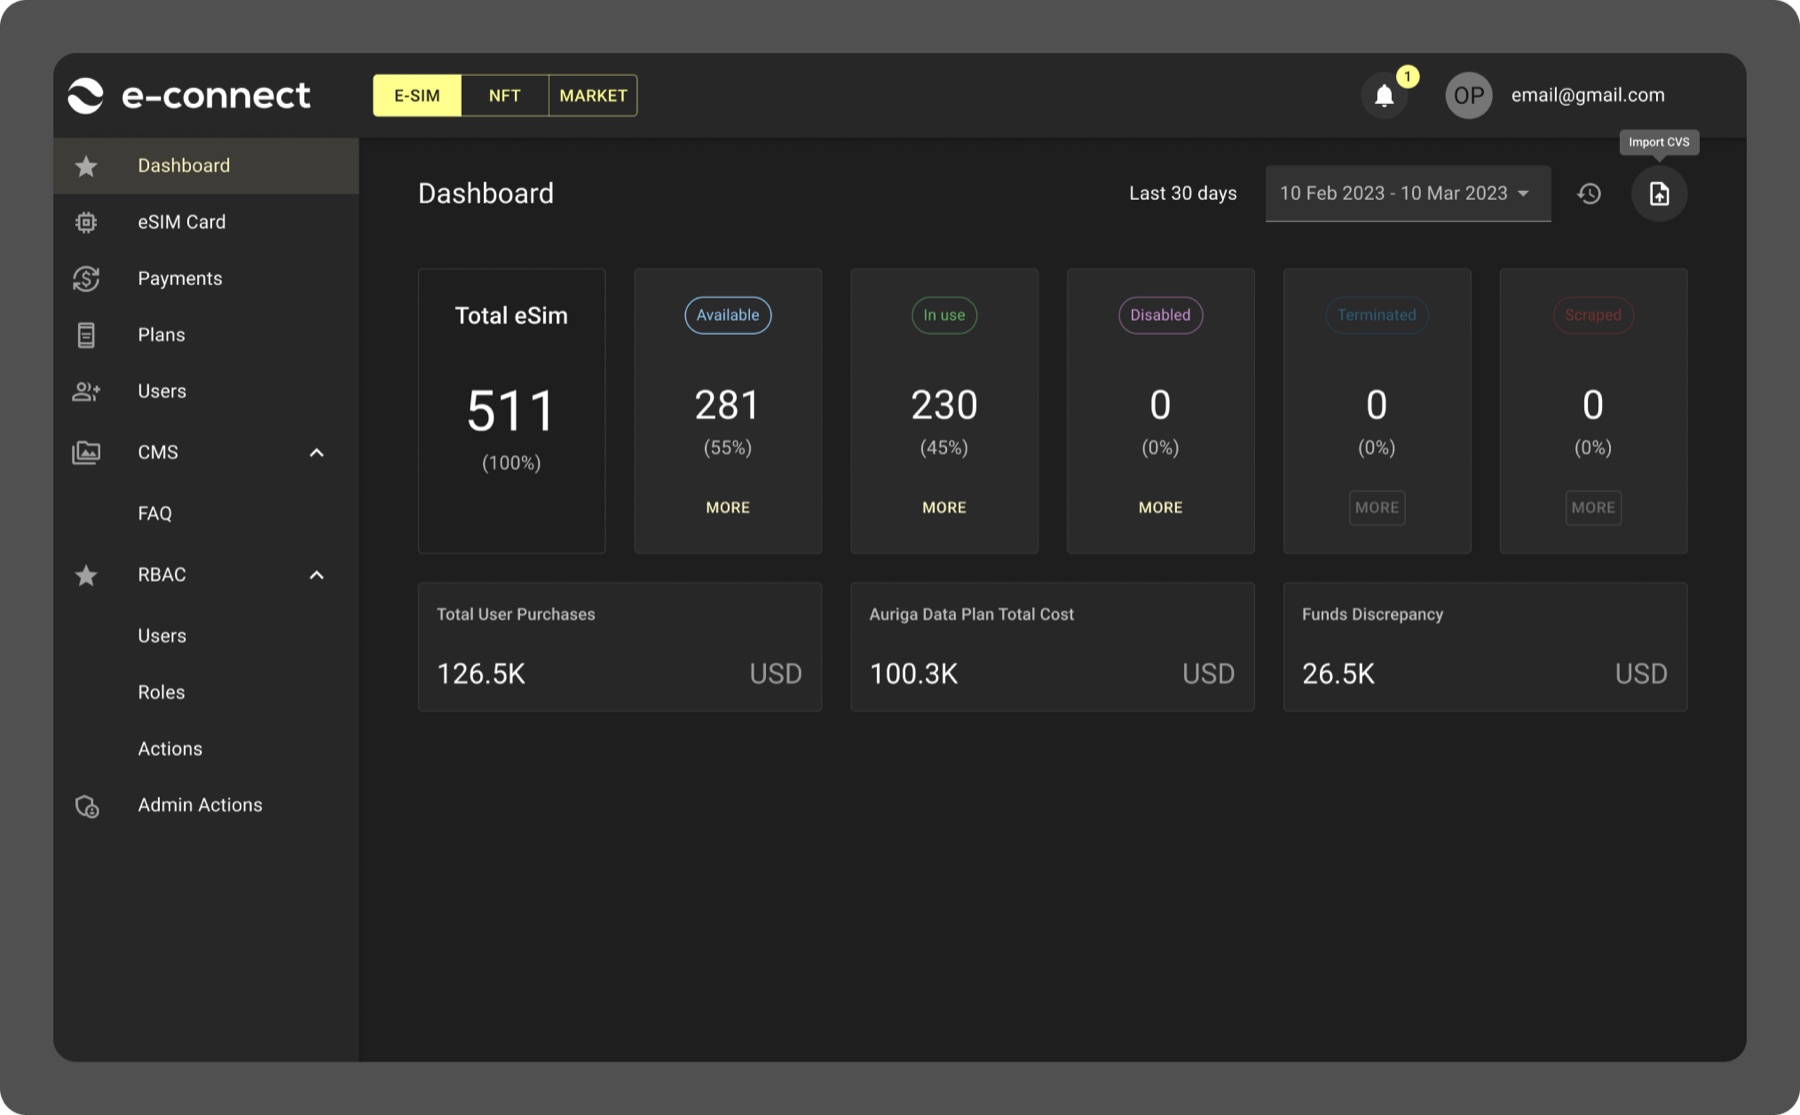 e-connect
E-SIM NFT MARKET
1
OP email@gmail.com
Import CVS
Dashboard
eSIM Card
Payments
Plans
Users
CMS
FAQ
RBAC
Users
Roles
Actions
Admin Actions
Dashboard
Last 30 days
10 Feb 2023 - 10 Mar 2023
Total eSim
511
(100%)
Available
281
(55%)
MORE
In use
230
(45%)
MORE
Disabled
0
(0%)
MORE
Terminated
0
(0%)
MORE
Scraped
0
(0%)
MORE
Total User Purchases
126.5K USD
Auriga Data Plan Total Cost
100.3K USD
Funds Discrepancy
26.5K USD